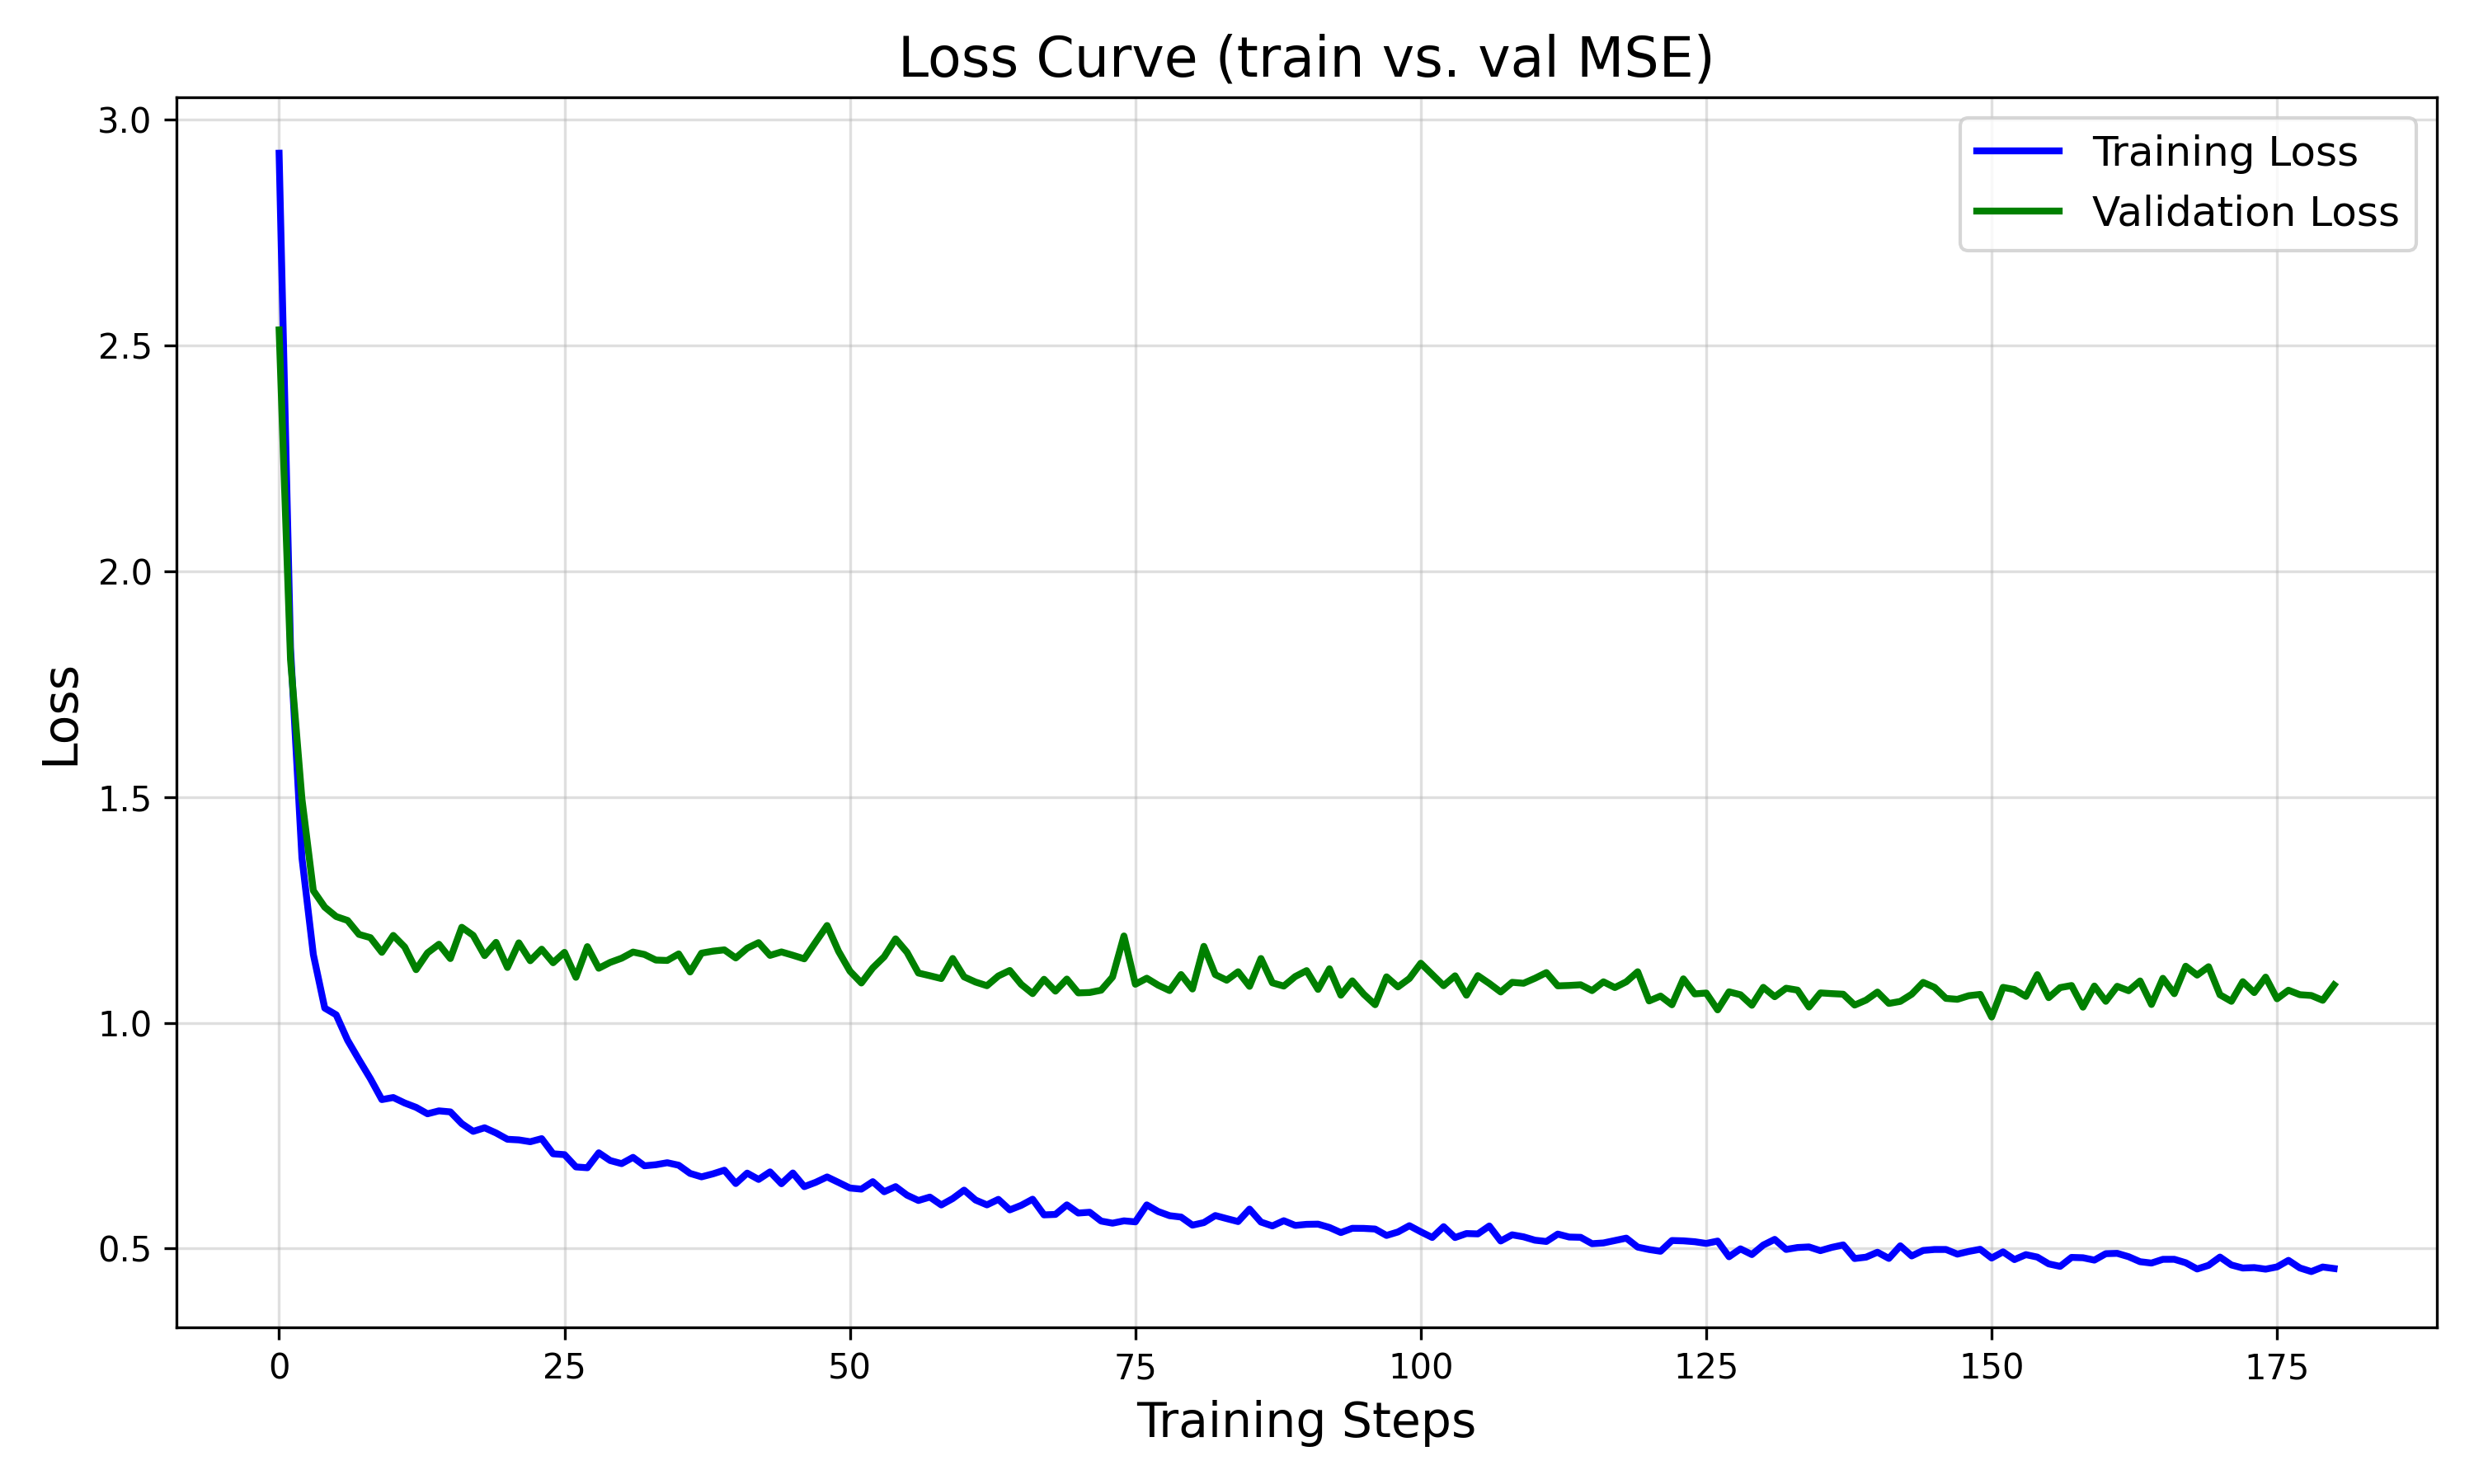 Loss Curve (train vs. val MSE)
3.0
2.5
2.0
1.5
1.0
0.5
Loss
Training Loss
Validation Loss
0 25 50 75 100 125 150 175
Training Steps